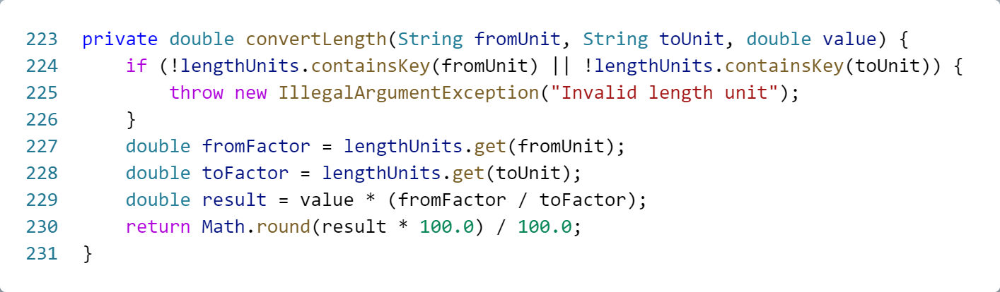 223 private double convertLength(String fromUnit, String toUnit, double value) {
224     if (!lengthUnits.containsKey(fromUnit) || !lengthUnits.containsKey(toUnit)) {
225         throw new IllegalArgumentException("Invalid length unit");
226     }
227     double fromFactor = lengthUnits.get(fromUnit);
228     double toFactor = lengthUnits.get(toUnit);
229     double result = value * (fromFactor / toFactor);
230     return Math.round(result * 100.0) / 100.0;
231 }